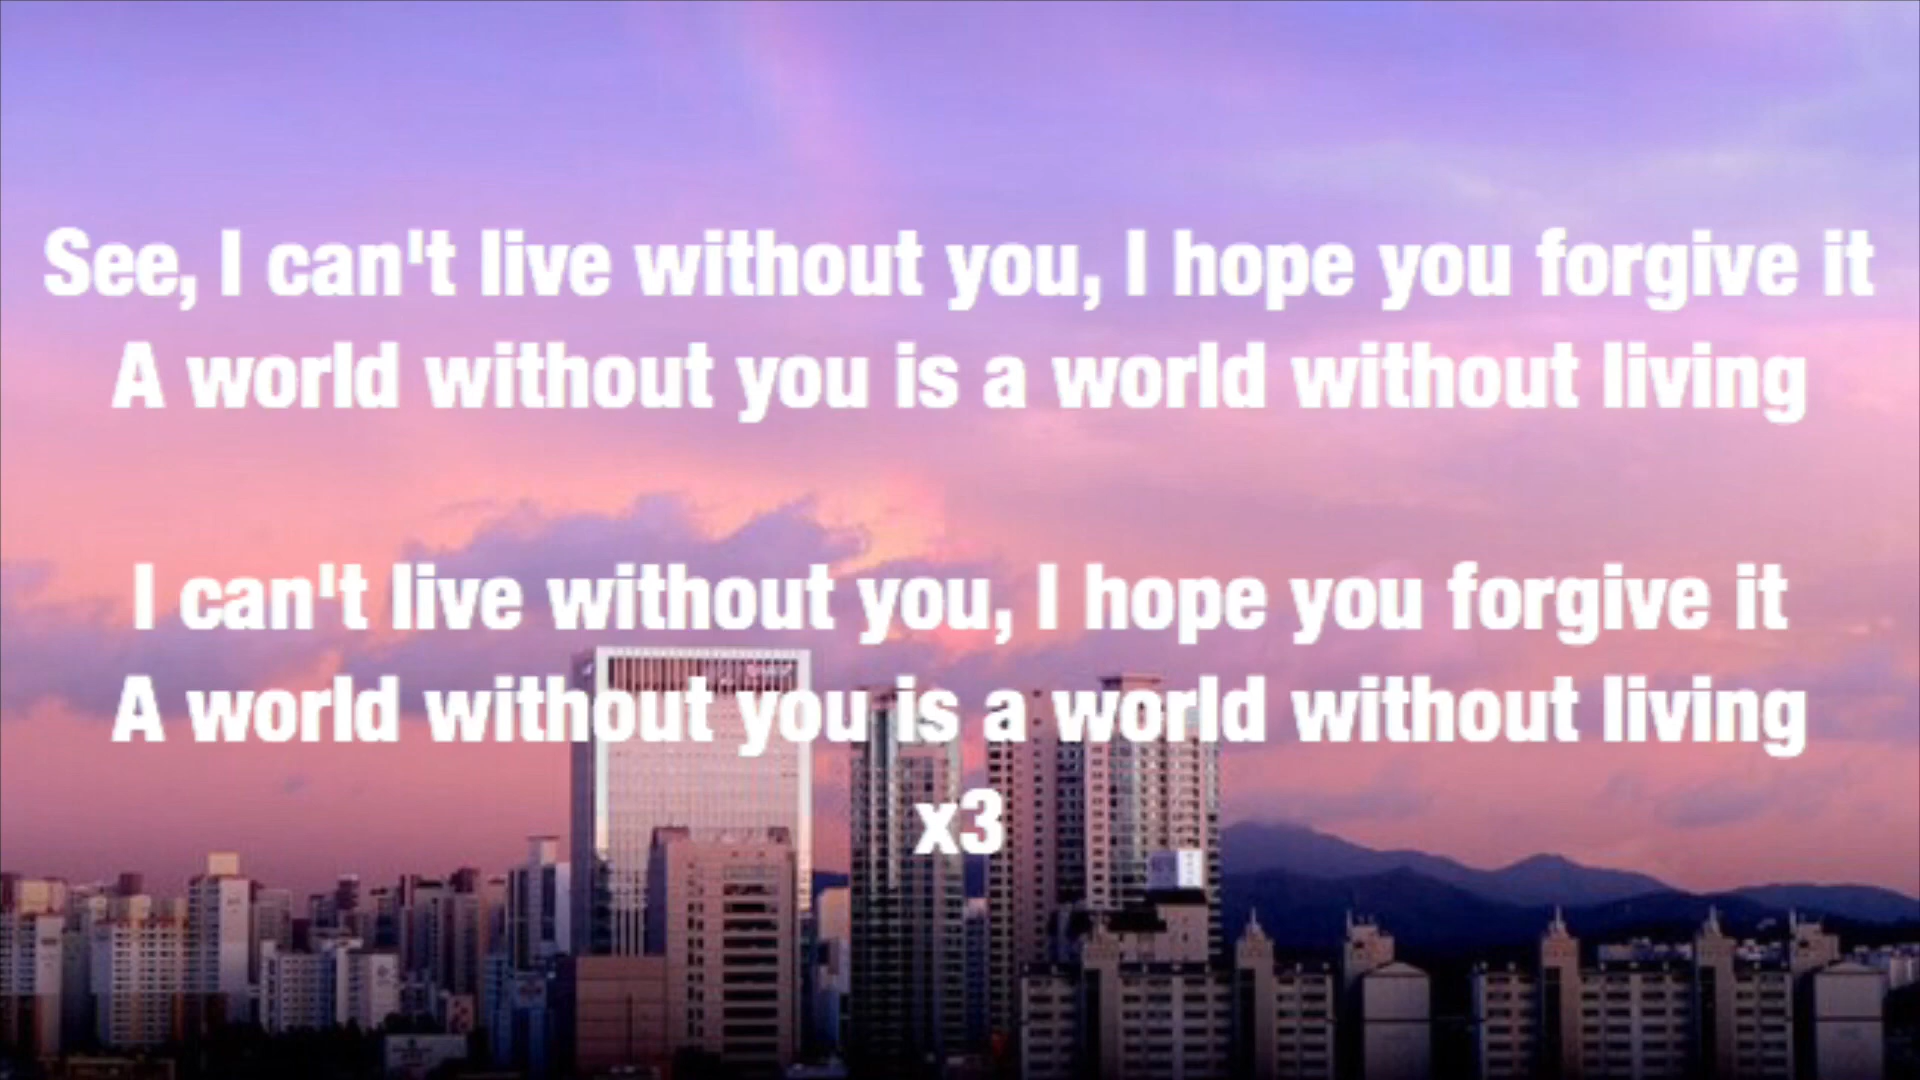 See, I can't live without you, I hope you forgive it
A world without you is a world without living
I can't live without you, I hope you forgive it
A world without you is a world without living
x3